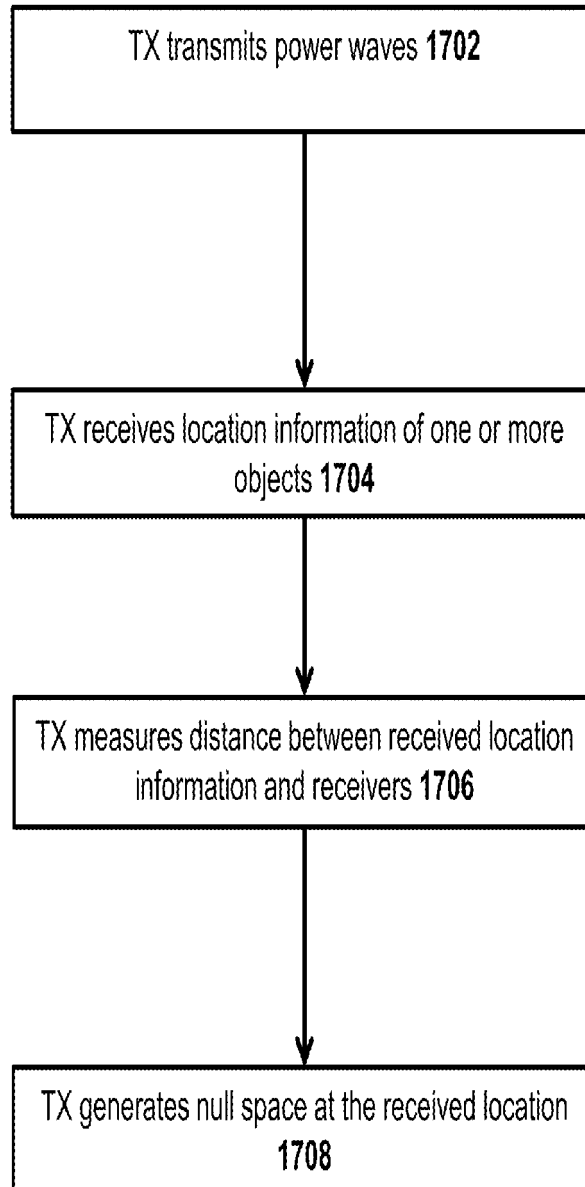 TX transmits power waves 1702
TX receives location information of one or more
objects 1704
TX measures distance between received location
information and receivers 1706
TX generates null space at the received location
1708